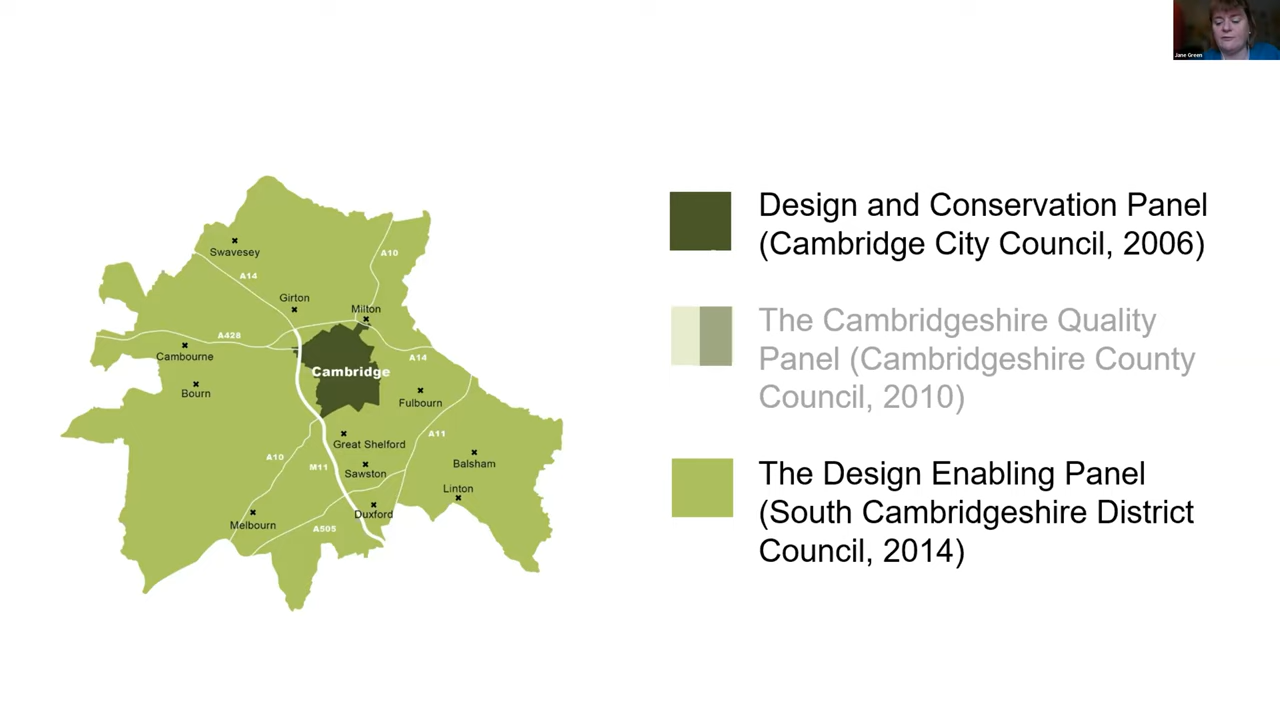 Jane Green
Design and Conservation Panel
(Cambridge City Council, 2006)
The Cambridgeshire Quality
Panel (Cambridgeshire County
Council, 2010)
The Design Enabling Panel
(South Cambridgeshire District
Council, 2014)
Swavesey
A10
A14
Girton
Milton
A428
Cambourne
A14
Cambridge
Bourn
Fulbourn
A11
Great Shelford
A10
M11
Sawston
Balsham
Linton
Duxford
Melbourn
A505